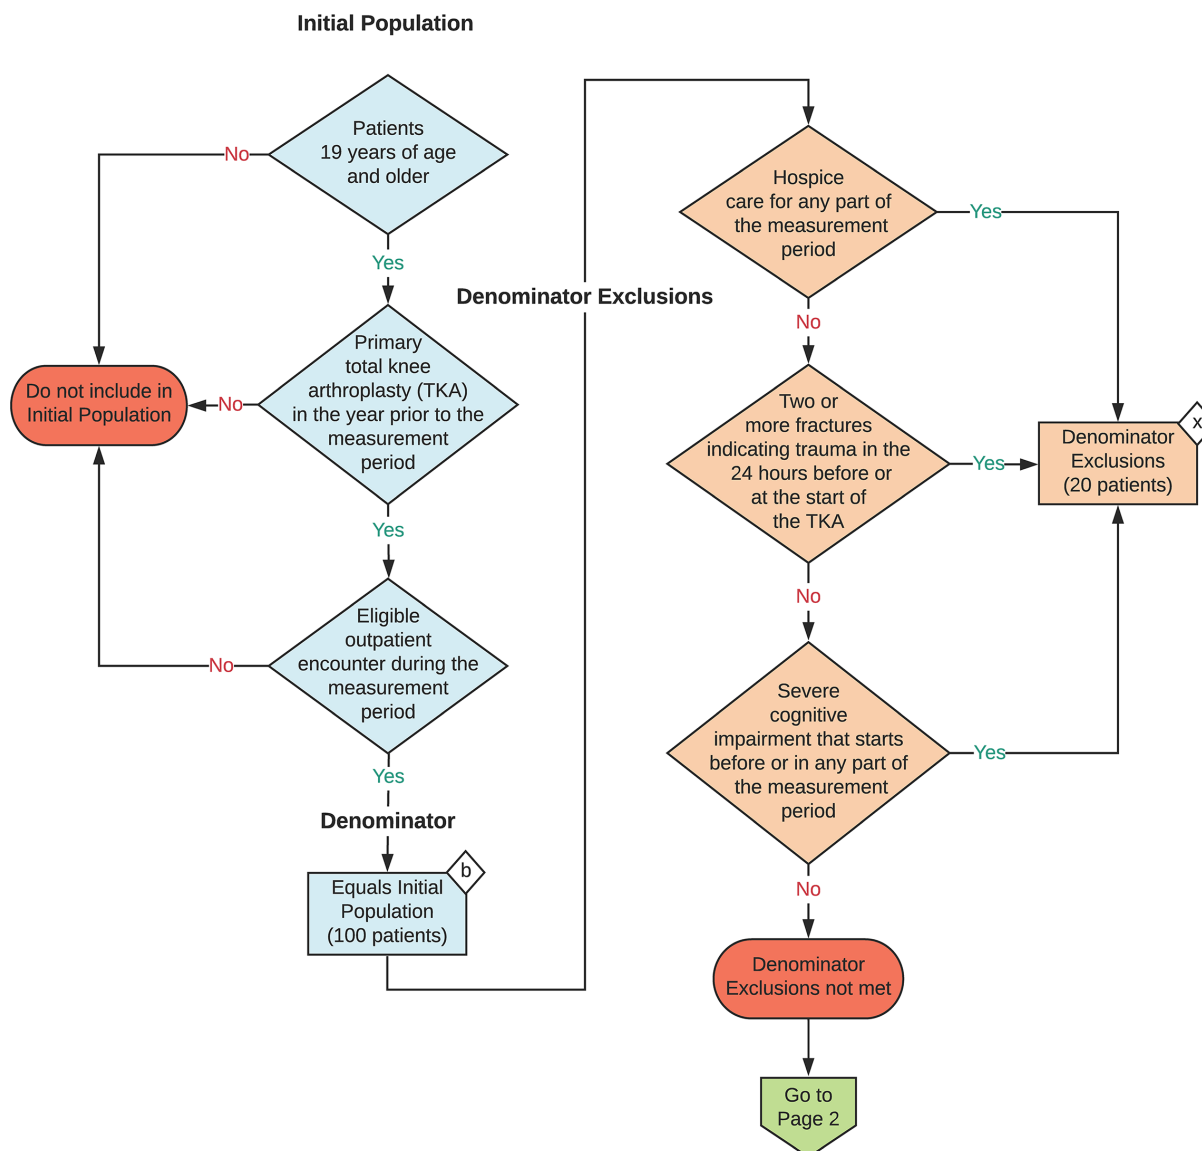 Initial Population
Patients
19 years of age
and older
No
Yes
Primary
total knee
arthroplasty (TKA)
in the year prior to the
measurement
period
No
Do not include in
Initial Population
Yes
Eligible
outpatient
encounter during the
measurement
period
No
Yes
Denominator
b
Equals Initial
Population
(100 patients)
Denominator Exclusions
Hospice
care for any part of
the measurement
period
Yes
No
Two or
more fractures
indicating trauma in the
24 hours before or
at the start of
the TKA
Yes
x
Denominator
Exclusions
(20 patients)
No
Severe
cognitive
impairment that starts
before or in any part of
the measurement
period
Yes
No
Denominator
Exclusions not met
Go to
Page 2